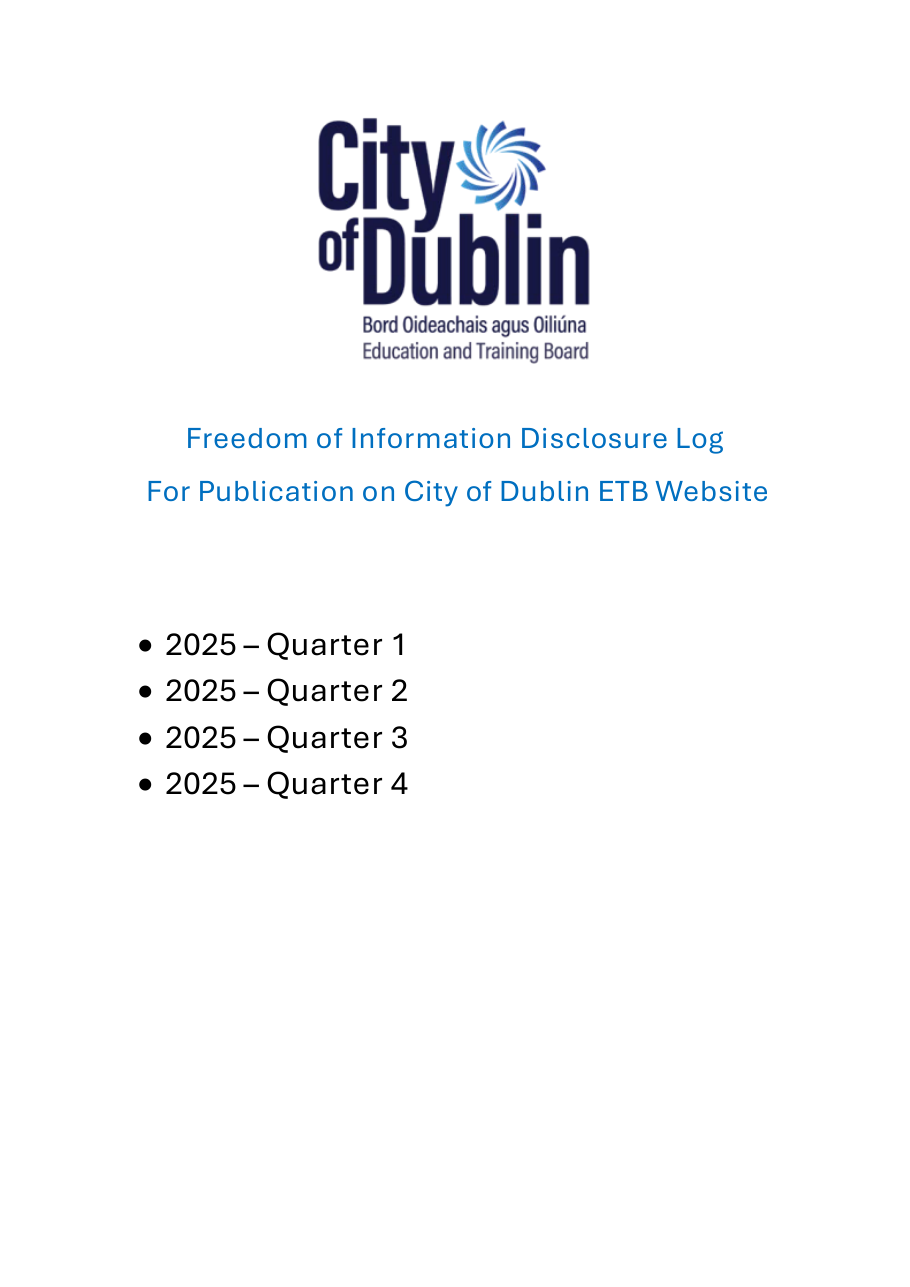 City
of Dublin
Bord Oideachais agus Oiliúna
Education and Training Board
Freedom of Information Disclosure Log
For Publication on City of Dublin ETB Website
• 2025 – Quarter 1
• 2025 – Quarter 2
• 2025 – Quarter 3
• 2025 – Quarter 4